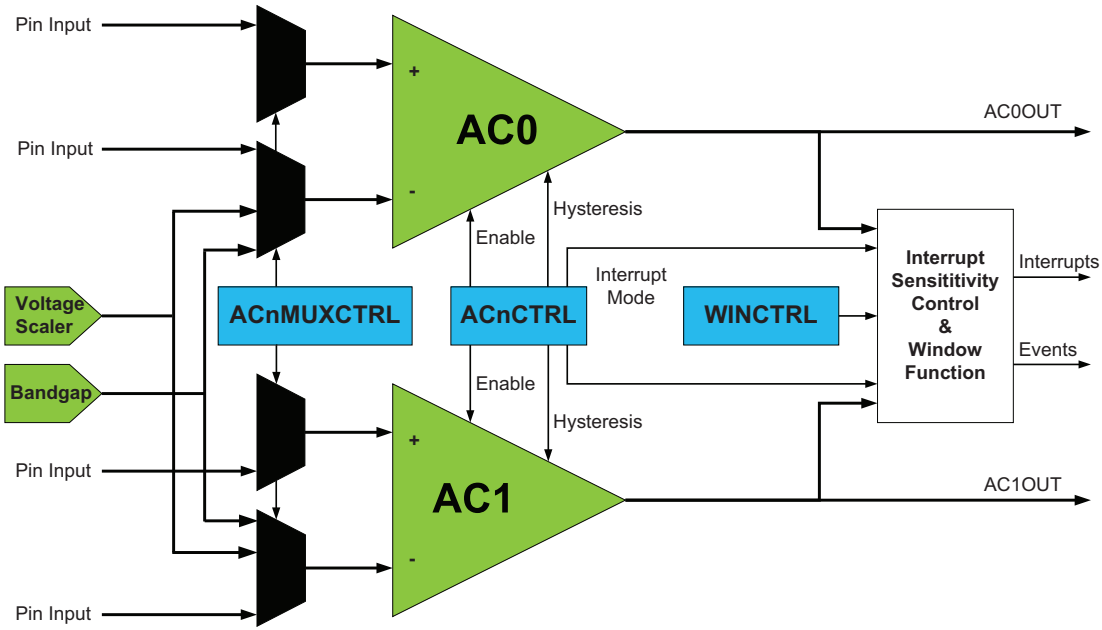 Pin Input
+
AC0
AC0OUT
Pin Input
-
Hysteresis
Enable
Interrupt
Mode
Interrupt
Sensititivity
Control
&
Window
Function
Interrupts
Voltage
Scaler
ACnMUXCTRL
ACnCTRL
WINCTRL
Events
Bandgap
Enable
Hysteresis
+
Pin Input
AC1
AC1OUT
-
Pin Input